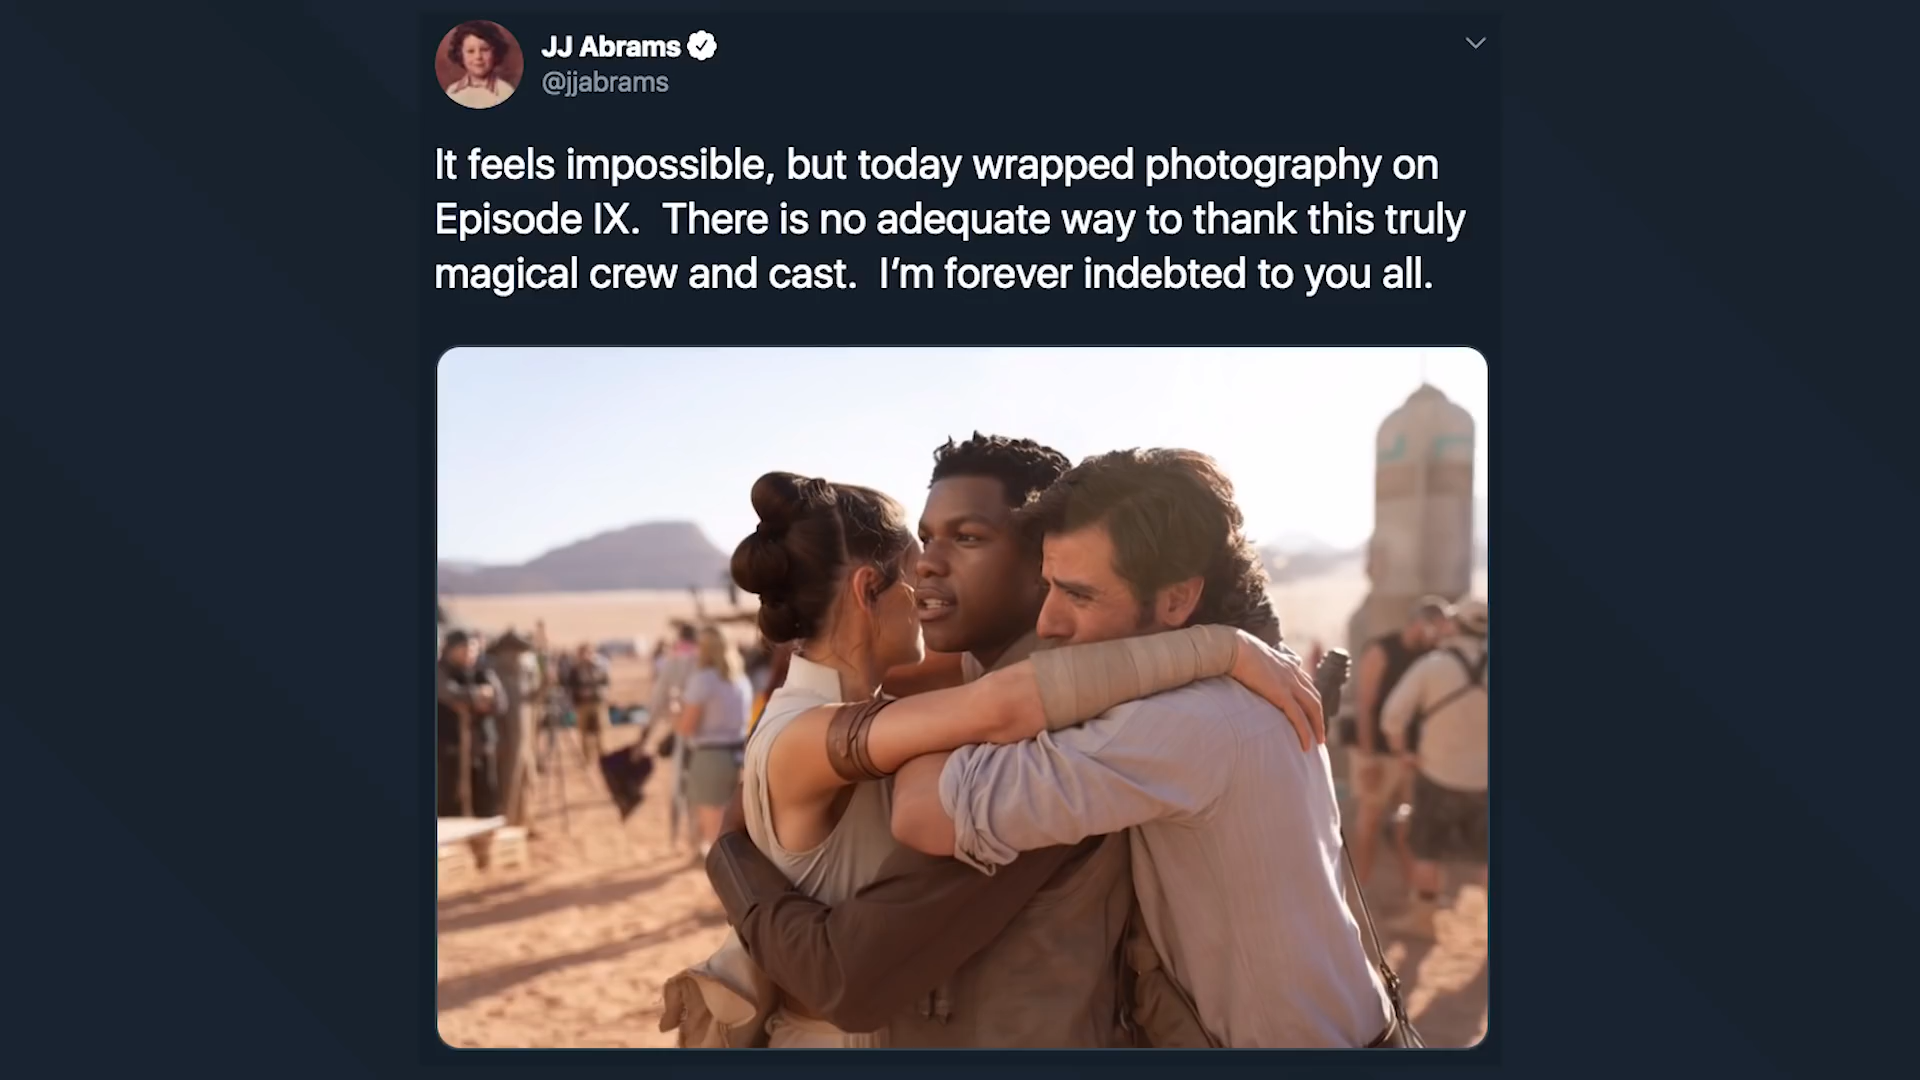 JJ Abrams
@jjabrams
It feels impossible, but today wrapped photography on
Episode IX.  There is no adequate way to thank this truly
magical crew and cast.  I’m forever indebted to you all.